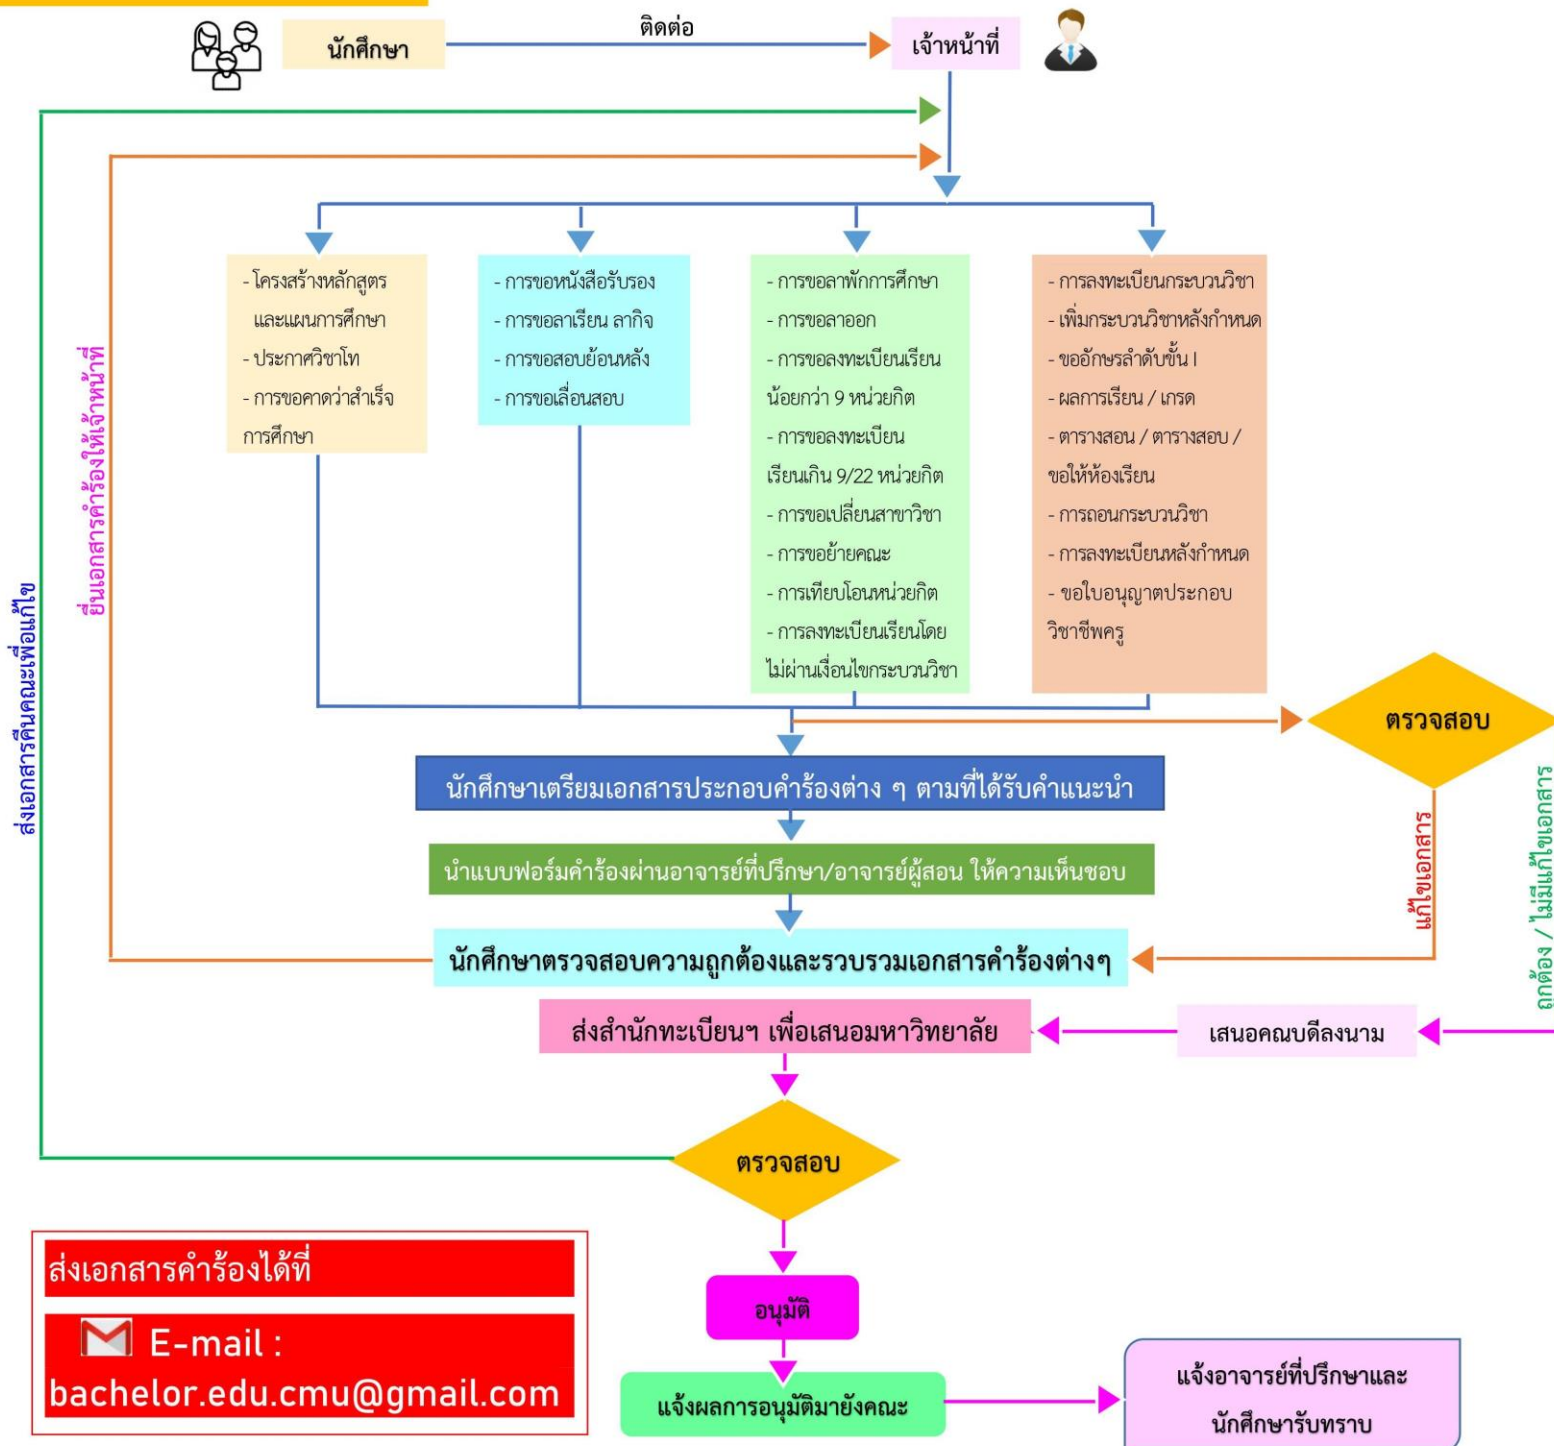 นักศึกษา
ติดต่อ
เจ้าหน้าที่
- โครงสร้างหลักสูตร
และแผนการศึกษา
- ประกาศวิชาโท
- การขอคาดว่าสำเร็จ
การศึกษา
- การขอหนังสือรับรอง
- การขอลาเรียน ลากิจ
- การขอสอบย้อนหลัง
- การขอเลื่อนสอบ
- การขอลาพักการศึกษา
- การขอลาออก
- การขอลงทะเบียนเรียน
น้อยกว่า 9 หน่วยกิต
- การขอลงทะเบียน
เรียนเกิน 9/22 หน่วยกิต
- การขอเปลี่ยนสาขาวิชา
- การขอย้ายคณะ
- การเทียบโอนหน่วยกิต
- การลงทะเบียนเรียนโดย
ไม่ผ่านเงื่อนไขกระบวนวิชา
- การลงทะเบียนกระบวนวิชา
- เพิ่มกระบวนวิชาหลังกำหนด
- ขออักษรลำดับขั้น I
- ผลการเรียน / เกรด
- ตารางสอน / ตารางสอบ /
ขอให้ห้องเรียน
- การถอนกระบวนวิชา
- การลงทะเบียนหลังกำหนด
- ขอใบอนุญาตประกอบ
วิชาชีพครู
ส่งเอกสารคืนคณะเพื่อแก้ไข
ยื่นเอกสารคำร้องให้เจ้าหน้าที่
ตรวจสอบ
นักศึกษาเตรียมเอกสารประกอบคำร้องต่าง ๆ ตามที่ได้รับคำแนะนำ
นำแบบฟอร์มคำร้องผ่านอาจารย์ที่ปรึกษา/อาจารย์ผู้สอน ให้ความเห็นชอบ
แก้ไขเอกสาร
ถูกต้อง / ไม่มีแก้ไขเอกสาร
นักศึกษาตรวจสอบความถูกต้องและรวบรวมเอกสารคำร้องต่างๆ
ส่งสำนักทะเบียนฯ เพื่อเสนอมหาวิทยาลัย
เสนอคณบดีลงนาม
ตรวจสอบ
ส่งเอกสารคำร้องได้ที่
E-mail :
bachelor.edu.cmu@gmail.com
อนุมัติ
แจ้งผลการอนุมัติมายังคณะ
แจ้งอาจารย์ที่ปรึกษาและ
นักศึกษารับทราบ